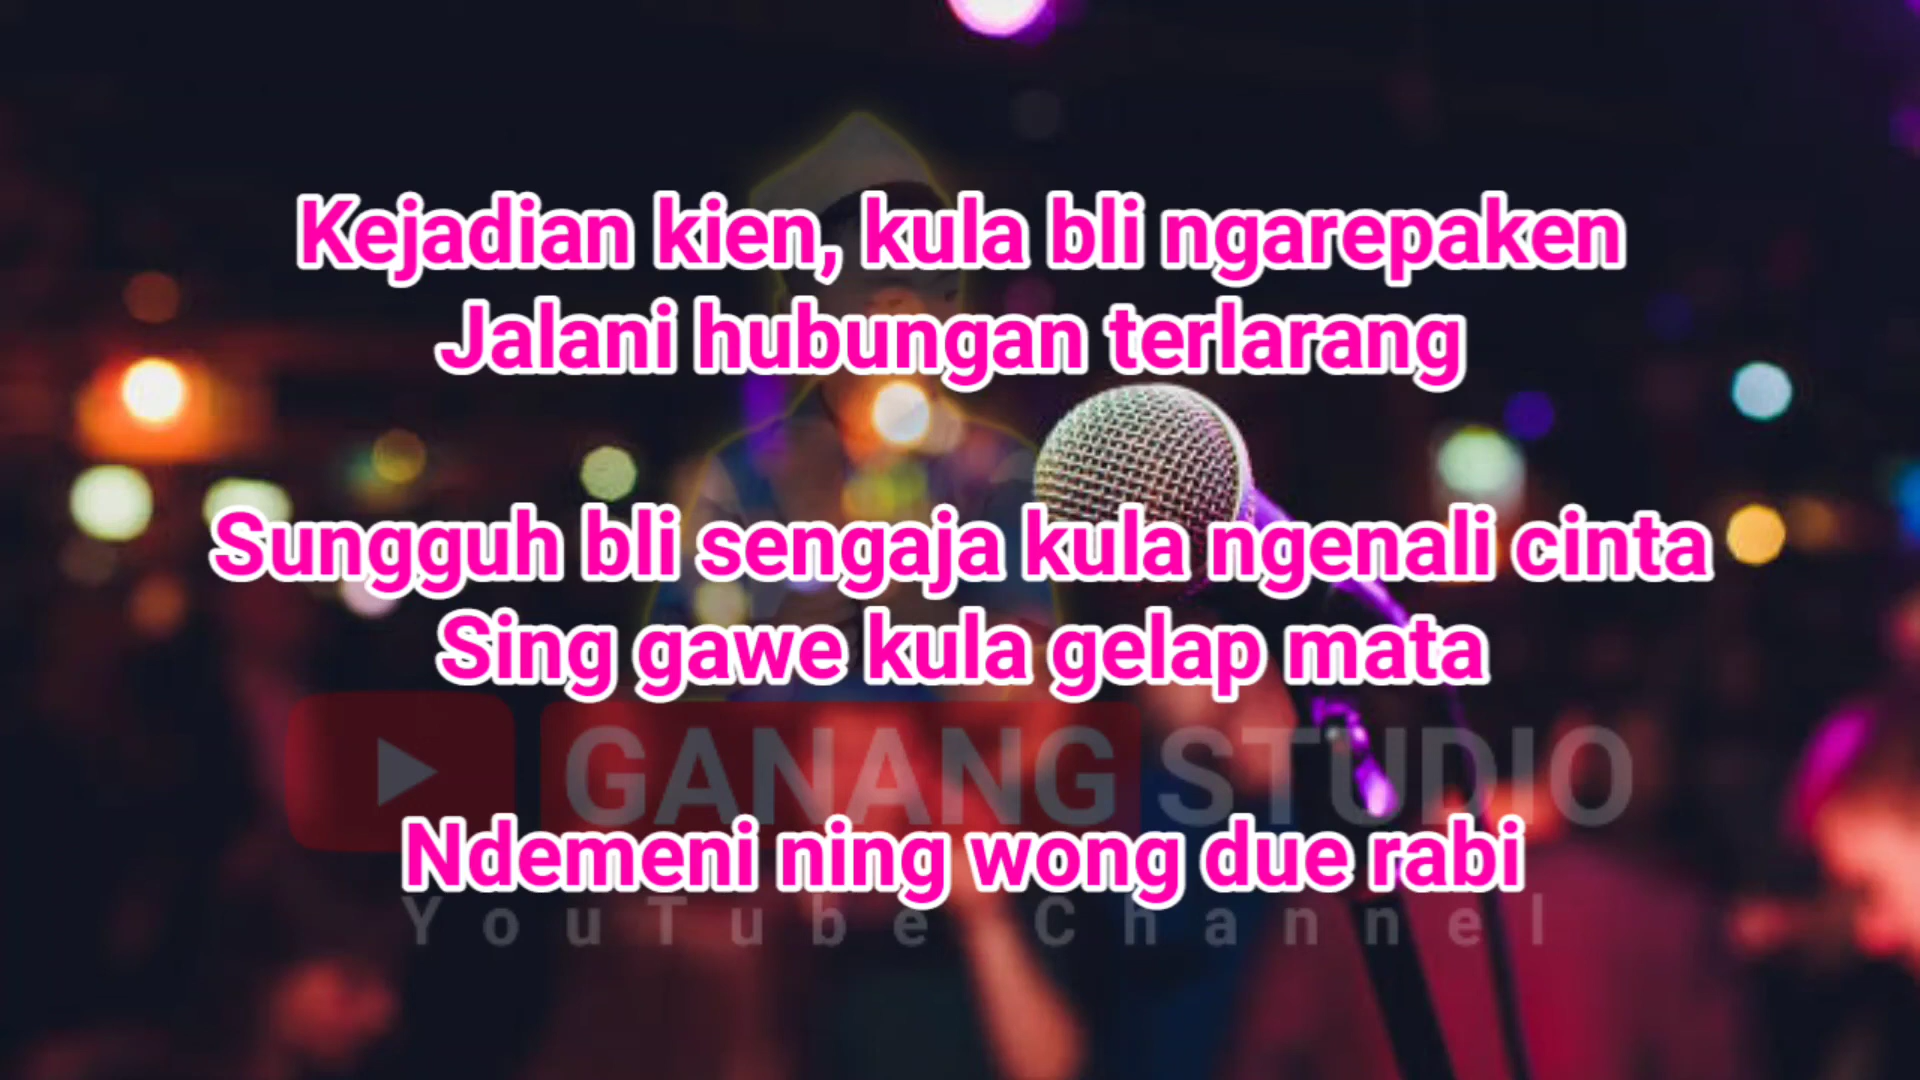 Kejadian kien, kula bli ngarepaken
Jalani hubungan terlarang
Sungguh bli sengaja kula ngenali cinta
Sing gawe kula gelap mata
GANANG STUDIO
Ndemeni ning wong due rabi
YouTube Channel